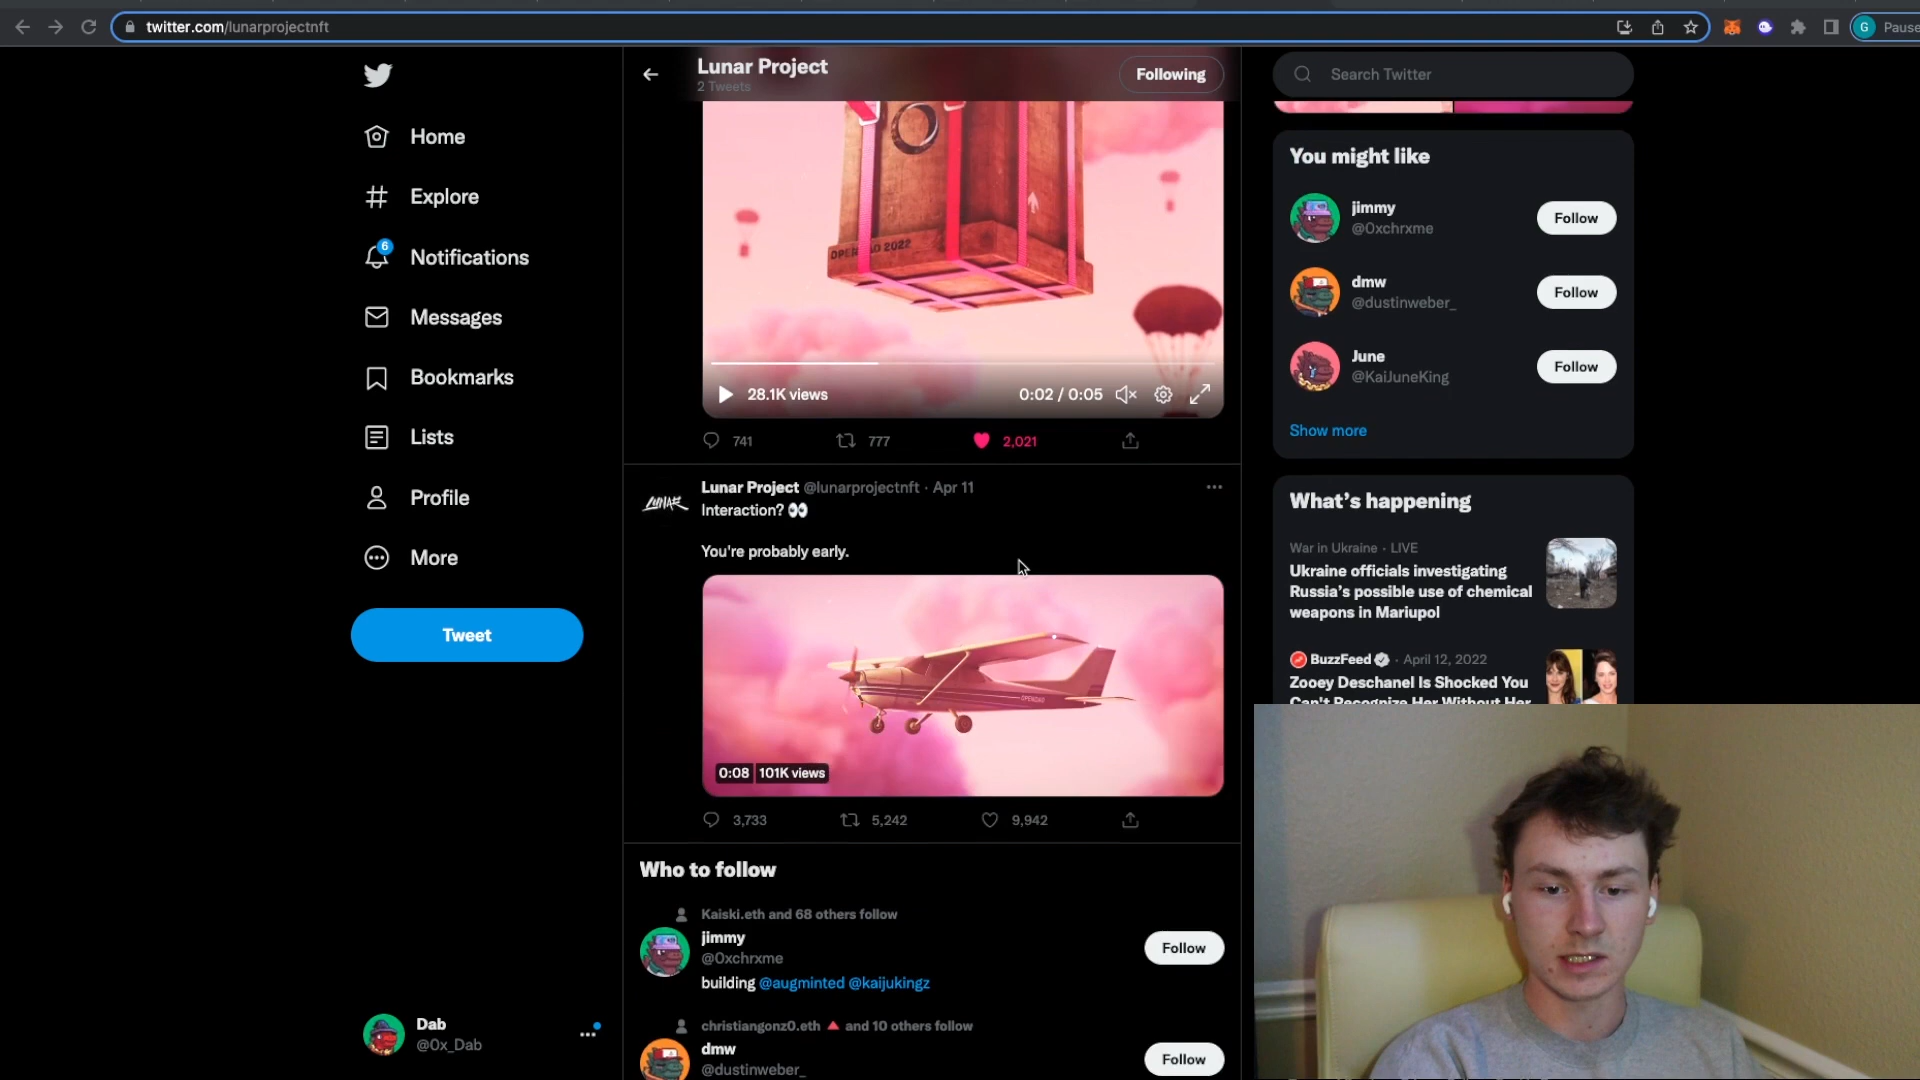 twitter.com/lunarprojectnft
G
Lunar Project
2 Tweets
Following
Search Twitter
Home
Explore
6
Notifications
Messages
Bookmarks
Lists
Profile
More
Tweet
Dab
@0x_Dab
28.1K views
0:02 / 0:05
741
777
2,021
LUNAR
Lunar Project @lunarprojectnft · Apr 11
Interaction? 👀
You're probably early.
0:08
101K views
3,733
5,242
9,942
Who to follow
Kaiski.eth and 68 others follow
jimmy
@0xchrxme
building @augminted @kaijukingz
Follow
christiangonz0.eth 🔺 and 10 others follow
dmw
@dustinweber_
Follow
You might like
jimmy
@0xchrxme
Follow
dmw
@dustinweber_
Follow
June
@KaiJuneKing
Follow
Show more
What's happening
War in Ukraine · LIVE
Ukraine officials investigating
Russia's possible use of chemical
weapons in Mariupol
BuzzFeed · April 12, 2022
Zooey Deschanel Is Shocked You
Can't Recognize Her Without Her